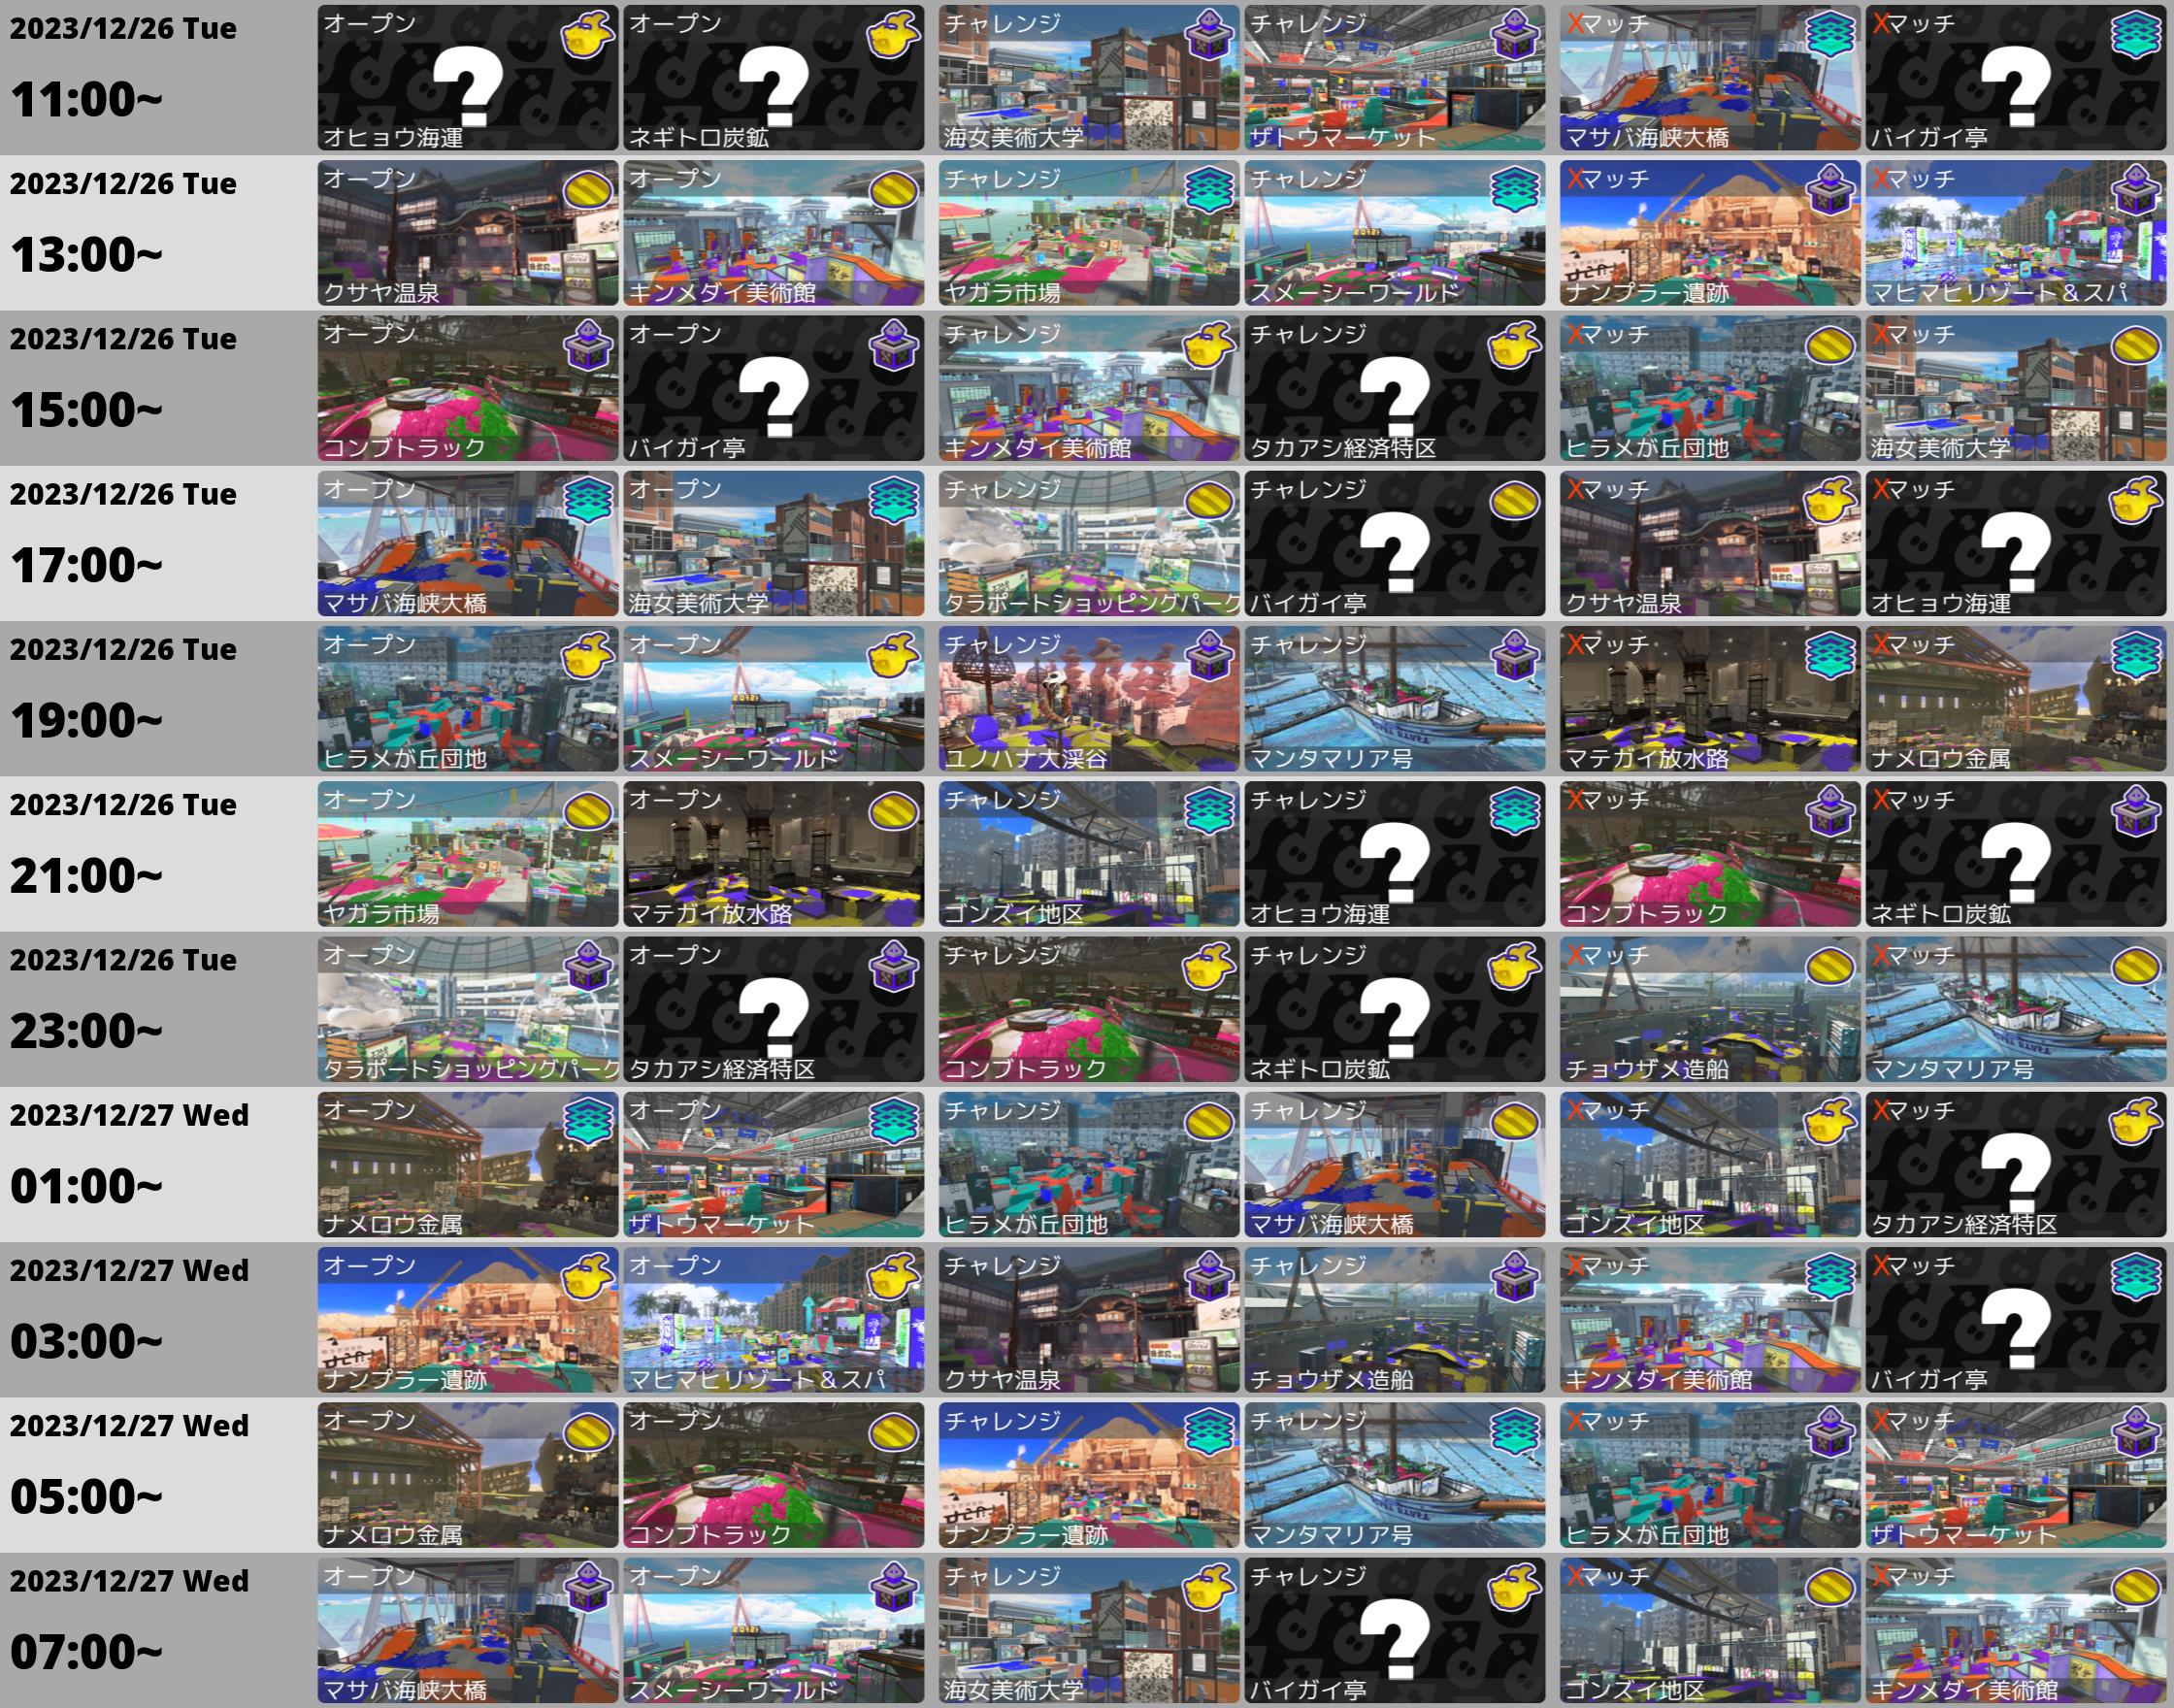 2023/12/26 Tue
11:00~
オープン オープン チャレンジ チャレンジ Xマッチ Xマッチ
オヒョウ海運 ネギトロ炭鉱 海女美術大学 ザトウマーケット マサバ海峡大橋 バイガイ亭
2023/12/26 Tue
13:00~
オープン オープン チャレンジ チャレンジ Xマッチ Xマッチ
クサヤ温泉 キンメダイ美術館 ヤガラ市場 スメーシーワールド ナンプラー遺跡 マヒマヒリゾート＆スパ
2023/12/26 Tue
15:00~
オープン オープン チャレンジ チャレンジ Xマッチ Xマッチ
コンブトラック バイガイ亭 キンメダイ美術館 タカアシ経済特区 ヒラメが丘団地 海女美術大学
2023/12/26 Tue
17:00~
オープン オープン チャレンジ チャレンジ Xマッチ Xマッチ
マサバ海峡大橋 海女美術大学 タラポートショッピングパーク バイガイ亭 クサヤ温泉 オヒョウ海運
2023/12/26 Tue
19:00~
オープン オープン チャレンジ チャレンジ Xマッチ Xマッチ
ヒラメが丘団地 スメーシーワールド ユノハナ大渓谷 マンタマリア号 マテガイ放水路 ナメロウ金属
2023/12/26 Tue
21:00~
オープン オープン チャレンジ チャレンジ Xマッチ Xマッチ
ヤガラ市場 マテガイ放水路 ゴンズイ地区 オヒョウ海運 コンブトラック ネギトロ炭鉱
2023/12/26 Tue
23:00~
オープン オープン チャレンジ チャレンジ Xマッチ Xマッチ
タラポートショッピングパーク タカアシ経済特区 コンブトラック ネギトロ炭鉱 チョウザメ造船 マンタマリア号
2023/12/27 Wed
01:00~
オープン オープン チャレンジ チャレンジ Xマッチ Xマッチ
ナメロウ金属 ザトウマーケット ヒラメが丘団地 マサバ海峡大橋 ゴンズイ地区 タカアシ経済特区
2023/12/27 Wed
03:00~
オープン オープン チャレンジ チャレンジ Xマッチ Xマッチ
ナンプラー遺跡 マヒマヒリゾート＆スパ クサヤ温泉 チョウザメ造船 キンメダイ美術館 バイガイ亭
2023/12/27 Wed
05:00~
オープン オープン チャレンジ チャレンジ Xマッチ Xマッチ
ナメロウ金属 コンブトラック ナンプラー遺跡 マンタマリア号 ヒラメが丘団地 ザトウマーケット
2023/12/27 Wed
07:00~
オープン オープン チャレンジ チャレンジ Xマッチ Xマッチ
マサバ海峡大橋 スメーシーワールド 海女美術大学 バイガイ亭 ゴンズイ地区 キンメダイ美術館